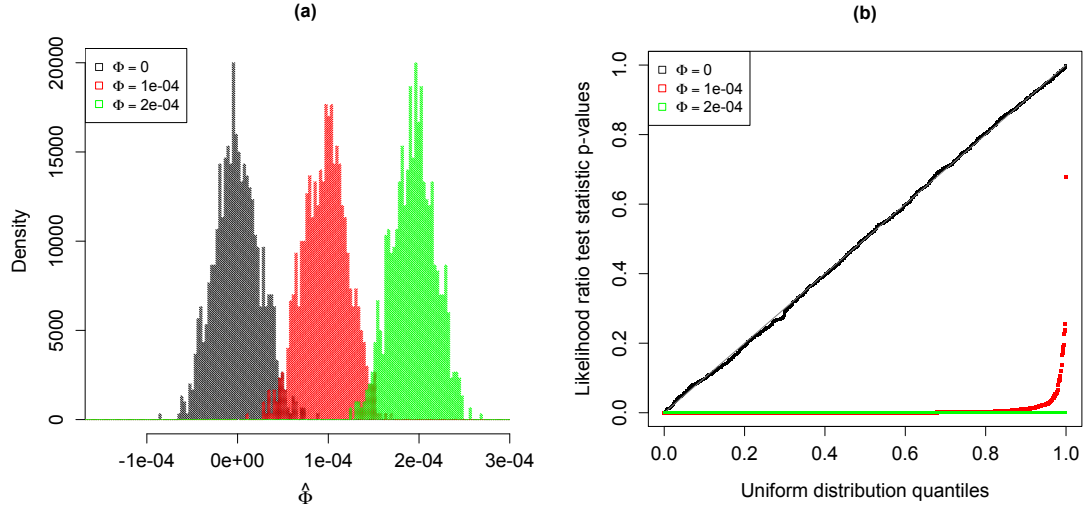 (a)
Φ = 0
Φ = 1e-04
Φ = 2e-04
Density
0
5000
10000
15000
20000
-1e-04
0e+00
1e-04
2e-04
3e-04
Φ̂
(b)
Φ = 0
Φ = 1e-04
Φ = 2e-04
Likelihood ratio test statistic p-values
0.0
0.2
0.4
0.6
0.8
1.0
0.0
0.2
0.4
0.6
0.8
1.0
Uniform distribution quantiles